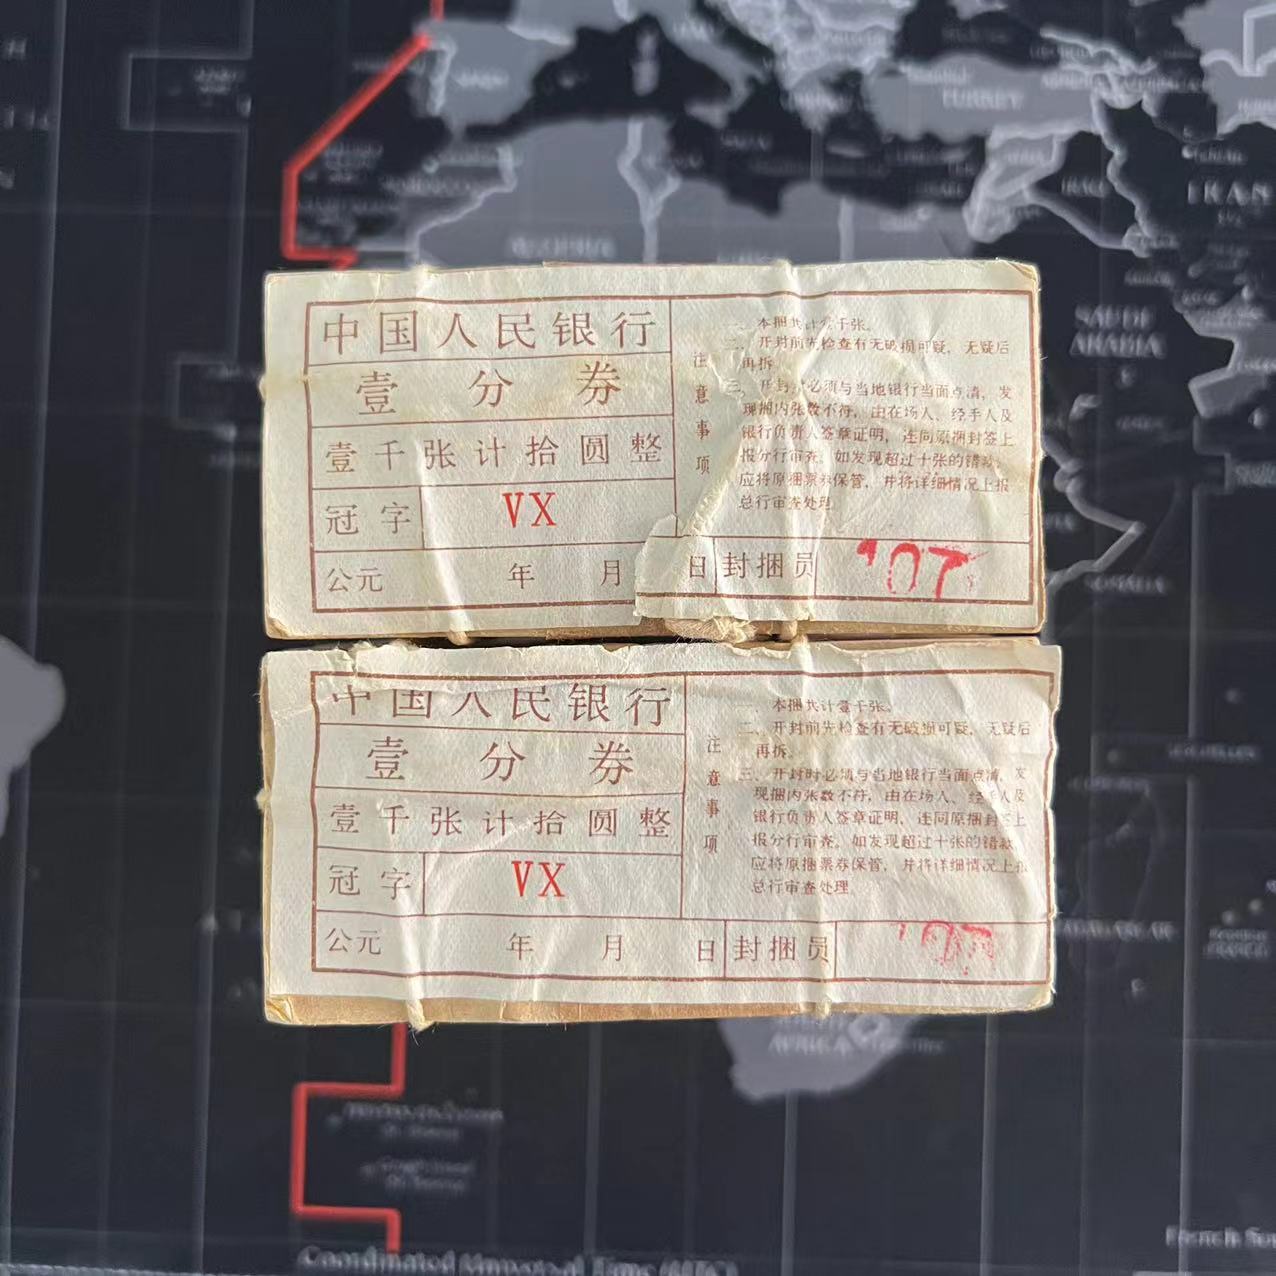 TURKEY
IRAN
SAUDI
ARABIA
中国人民银行
壹分券
壹千张计拾圆整
冠字
VX
公元 年 月 日
封捆员
'07
注意事项
一、本捆共计壹千张。
二、开封前先检查有无破损可疑，无疑后
再拆。
三、开封时必须与当地银行当面点清，发
现捆内张数不符，由在场人、经手人及
银行负责人签章证明，连同原捆封签上
报分行审查。如发现超过十张的错款，
应将原捆票券保管，并将详细情况上报
总行审查处理
中国人民银行
壹分券
壹千张计拾圆整
冠字
VX
公元 年 月 日
封捆员
注意事项
一、本捆共计壹千张。
二、开封前先检查有无破损可疑，无疑后
再拆。
三、开封时必须与当地银行当面点清，发
现捆内张数不符，由在场人、经手人及
银行负责人签章证明，连同原捆封签上
报分行审查。如发现超过十张的错款，
应将原捆票券保管，并将详细情况上报
总行审查处理
AFRICA
French So
Coordinated Universal Time (UTC)